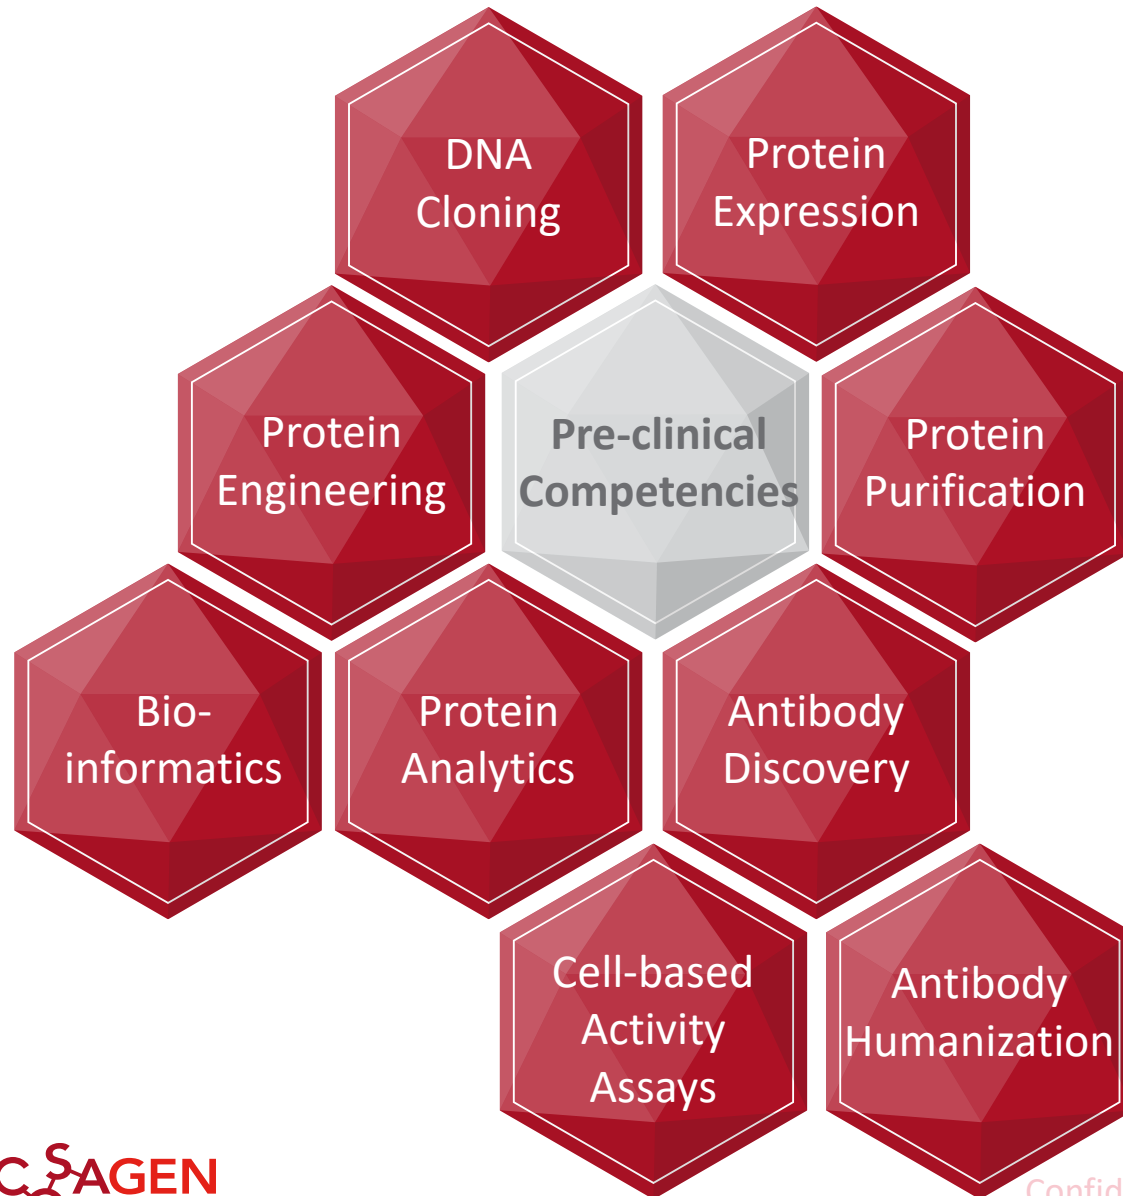 DNA
Cloning
Protein
Expression
Protein
Engineering
Pre-clinical
Competencies
Protein
Purification
Bio-
informatics
Protein
Analytics
Antibody
Discovery
Cell-based
Activity
Assays
Antibody
Humanization